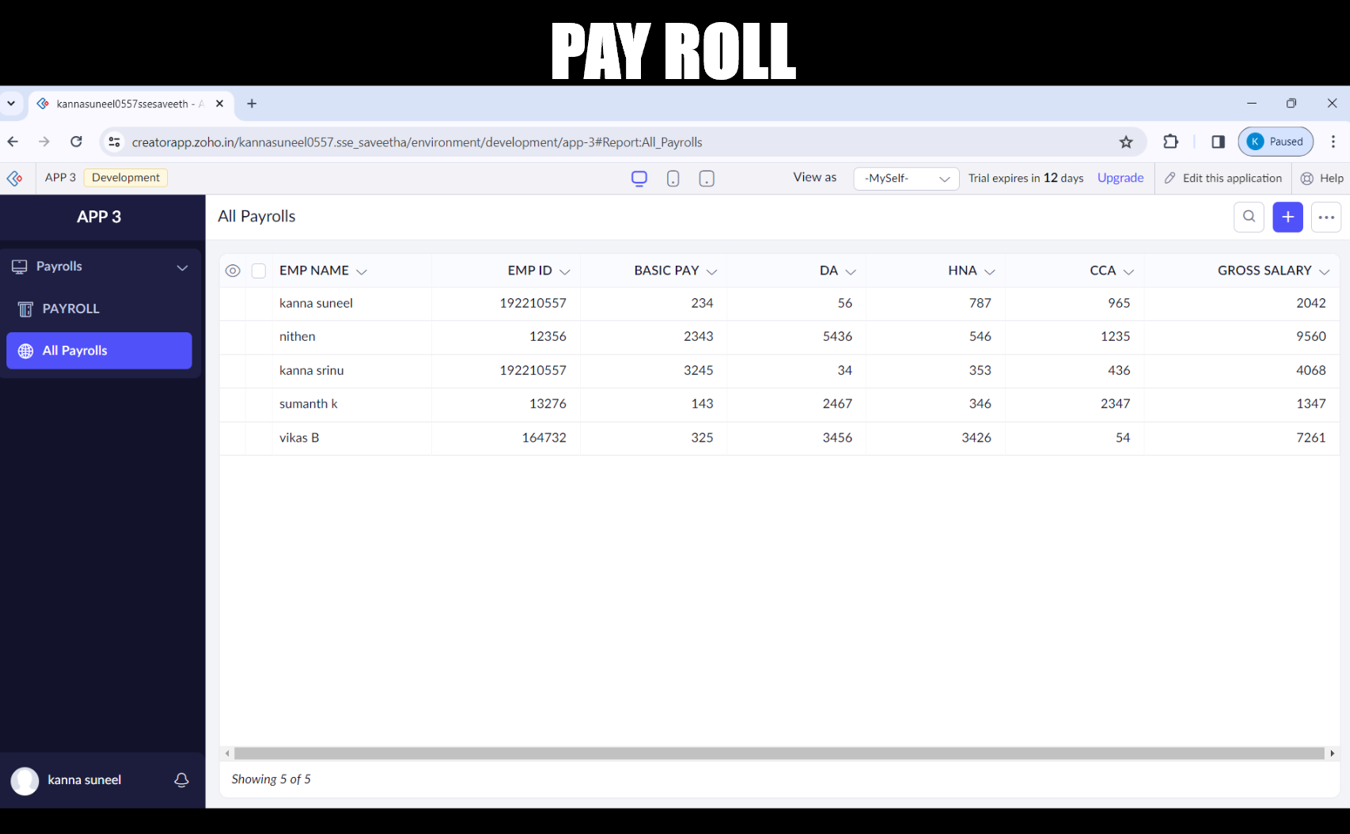 PAY ROLL
kannasuneel0557ssesaveeth - A
creatorapp.zoho.in/kannasuneel0557.sse_saveetha/environment/development/app-3#Report:All_Payrolls
K Paused
APP 3 Development View as -MySelf- Trial expires in 12 days Upgrade Edit this application Help
APP 3 All Payrolls
Payrolls
PAYROLL
All Payrolls
EMP NAME EMP ID BASIC PAY DA HNA CCA GROSS SALARY
kanna suneel 192210557 234 56 787 965 2042
nithen 12356 2343 5436 546 1235 9560
kanna srinu 192210557 3245 34 353 436 4068
sumanth k 13276 143 2467 346 2347 1347
vikas B 164732 325 3456 3426 54 7261
Showing 5 of 5
kanna suneel